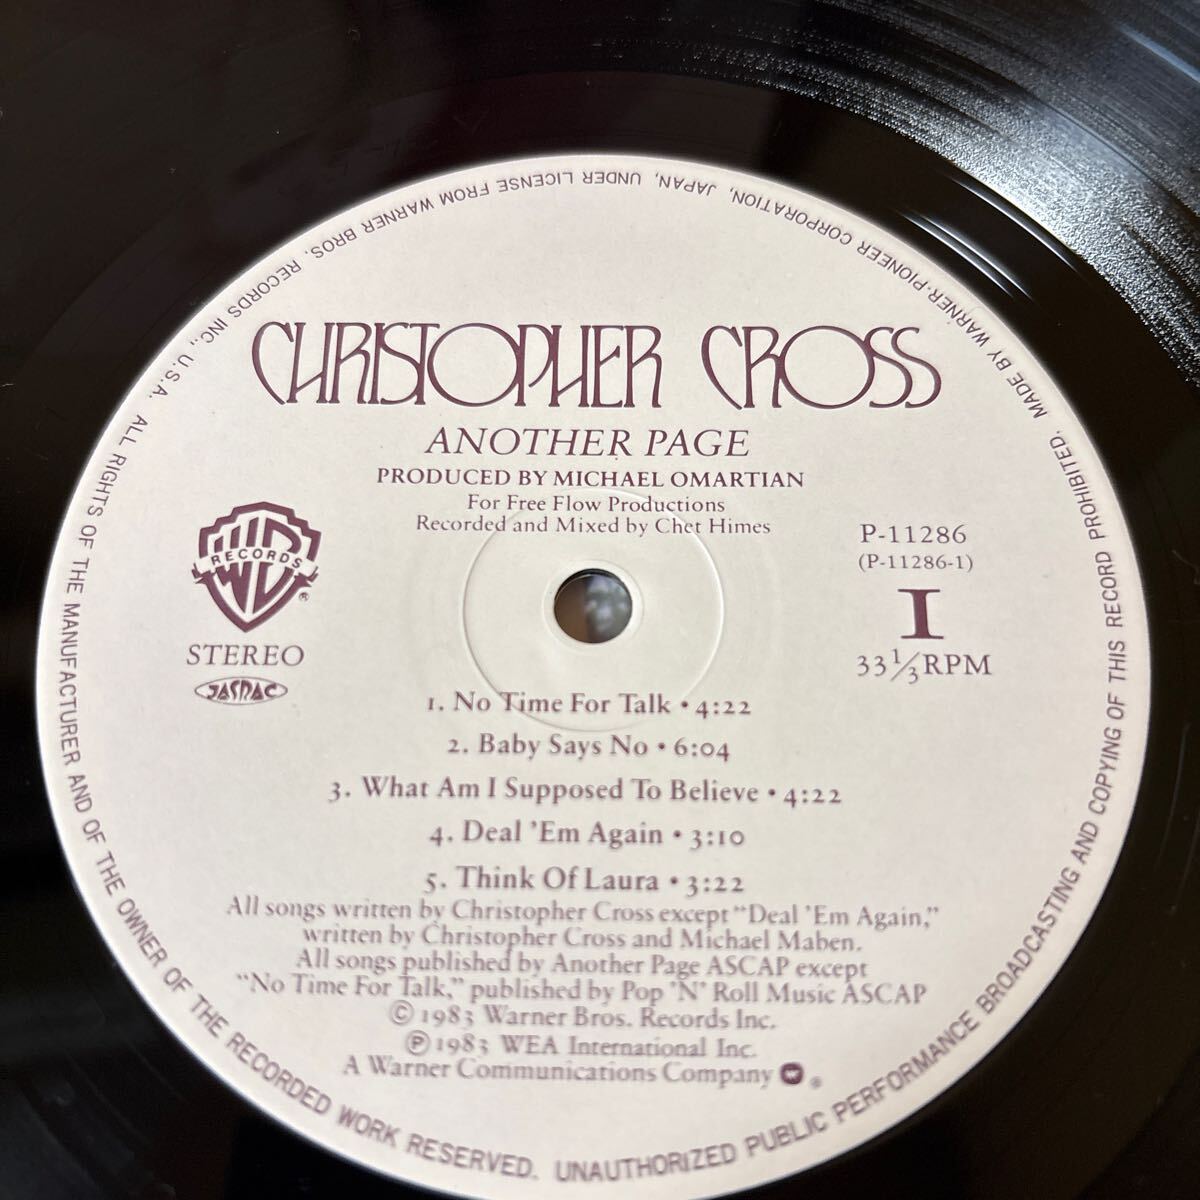 CHRISTOPHER CROSS
ANOTHER PAGE
PRODUCED BY MICHAEL OMARTIAN
For Free Flow Productions
Recorded and Mixed by Chet Himes
W RECORDS ®
STEREO
JASRAC
P-11286
(P-11286-1)
I
33 1/3 RPM
1. No Time For Talk • 4:22
2. Baby Says No • 6:04
3. What Am I Supposed To Believe • 4:22
4. Deal 'Em Again • 3:10
5. Think Of Laura • 3:22
All songs written by Christopher Cross except "Deal 'Em Again,"
written by Christopher Cross and Michael Maben.
All songs published by Another Page ASCAP except
"No Time For Talk," published by Pop 'N' Roll Music ASCAP
© 1983 Warner Bros. Records Inc.
℗ 1983 WEA International Inc.
A Warner Communications Company ®
MADE BY WARNER-PIONEER CORPORATION, JAPAN, UNDER LICENSE FROM WARNER BROS. RECORDS INC., U.S.A. ALL RIGHTS OF THE MANUFACTURER AND OF THE OWNER OF THE RECORDED WORK RESERVED. UNAUTHORIZED PUBLIC PERFORMANCE BROADCASTING AND COPYING OF THIS RECORD PROHIBITED.